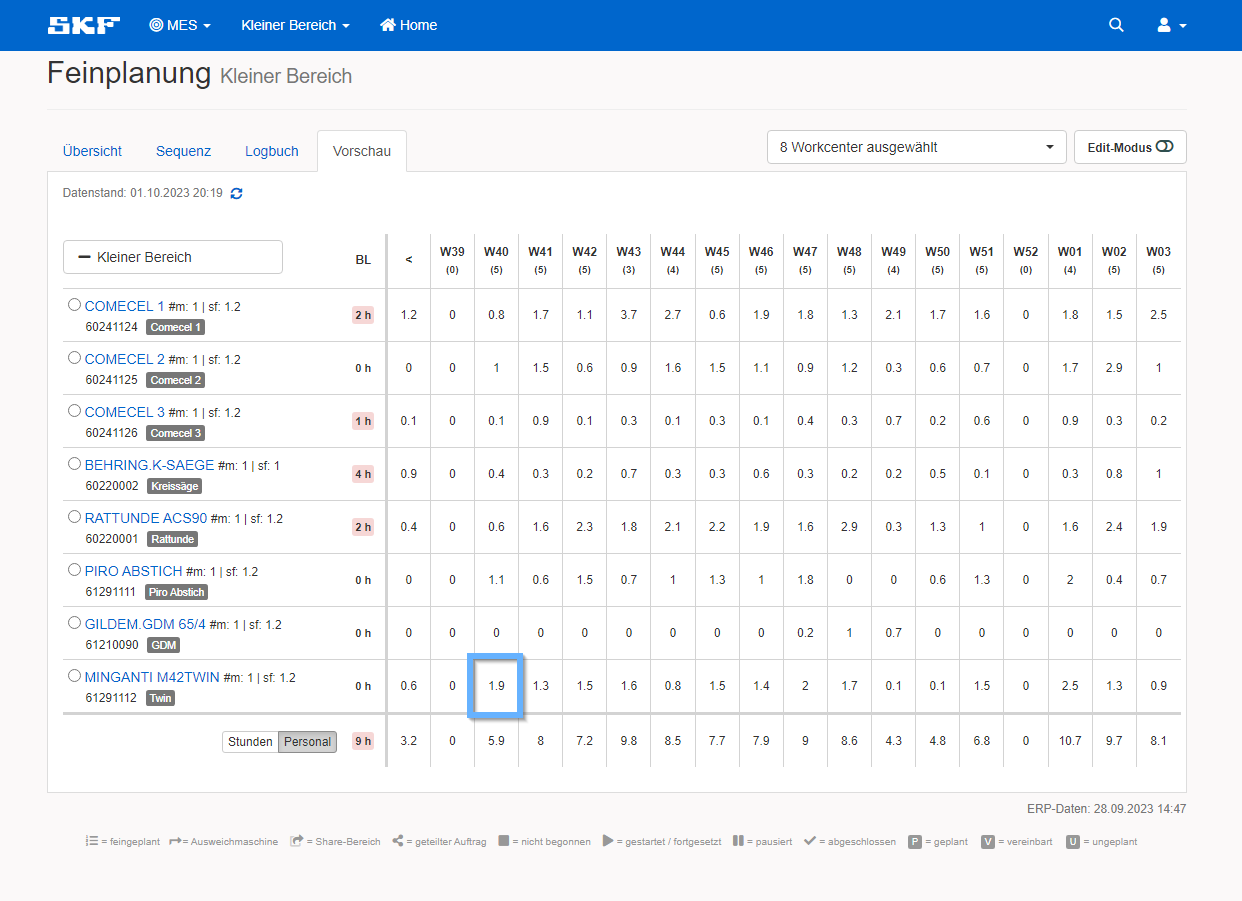 SKF MES Kleiner Bereich Home
Feinplanung Kleiner Bereich
Übersicht Sequenz Logbuch Vorschau 8 Workcenter ausgewählt Edit-Modus
Datenstand: 01.10.2023 20:19
Kleiner Bereich BL < W39 W40 W41 W42 W43 W44 W45 W46 W47 W48 W49 W50 W51 W52 W01 W02 W03
(0) (5) (5) (5) (3) (4) (5) (5) (5) (5) (4) (5) (5) (0) (4) (5) (5)
COMECEL 1 #m: 1 | sf: 1.2 2 h 1.2 0 0.8 1.7 1.1 3.7 2.7 0.6 1.9 1.8 1.3 2.1 1.7 1.6 0 1.8 1.5 2.5
60241124 Comecel 1
COMECEL 2 #m: 1 | sf: 1.2 0 h 0 0 1 1.5 0.6 0.9 1.6 1.5 1.1 0.9 1.2 0.3 0.6 0.7 0 1.7 2.9 1
60241125 Comecel 2
COMECEL 3 #m: 1 | sf: 1.2 1 h 0.1 0 0.1 0.9 0.1 0.3 0.1 0.3 0.1 0.4 0.3 0.7 0.2 0.6 0 0.9 0.3 0.2
60241126 Comecel 3
BEHRING.K-SAEGE #m: 1 | sf: 1 4 h 0.9 0 0.4 0.3 0.2 0.7 0.3 0.3 0.6 0.3 0.2 0.2 0.5 0.1 0 0.3 0.8 1
60220002 Kreissäge
RATTUNDE ACS90 #m: 1 | sf: 1.2 2 h 0.4 0 0.6 1.6 2.3 1.8 2.1 2.2 1.9 1.6 2.9 0.3 1.3 1 0 1.6 2.4 1.9
60220001 Rattunde
PIRO ABSTICH #m: 1 | sf: 1.2 0 h 0 0 1.1 0.6 1.5 0.7 1 1.3 1 1.8 0 0 0.6 1.3 0 2 0.4 0.7
61291111 Piro Abstich
GILDEM.GDM 65/4 #m: 1 | sf: 1.2 0 h 0 0 0 0 0 0 0 0 0 0.2 1 0.7 0 0 0 0 0 0
61210090 GDM
MINGANTI M42TWIN #m: 1 | sf: 1.2 0 h 0.6 0 1.9 1.3 1.5 1.6 0.8 1.5 1.4 2 1.7 0.1 0.1 1.5 0 2.5 1.3 0.9
61291112 Twin
Stunden Personal 9 h 3.2 0 5.9 8 7.2 9.8 8.5 7.7 7.9 9 8.6 4.3 4.8 6.8 0 10.7 9.7 8.1
ERP-Daten: 28.09.2023 14:47
= feingeplant = Ausweichmaschine = Share-Bereich = geteilter Auftrag = nicht begonnen = gestartet / fortgesetzt = pausiert = abgeschlossen P = geplant V = vereinbart U = ungeplant